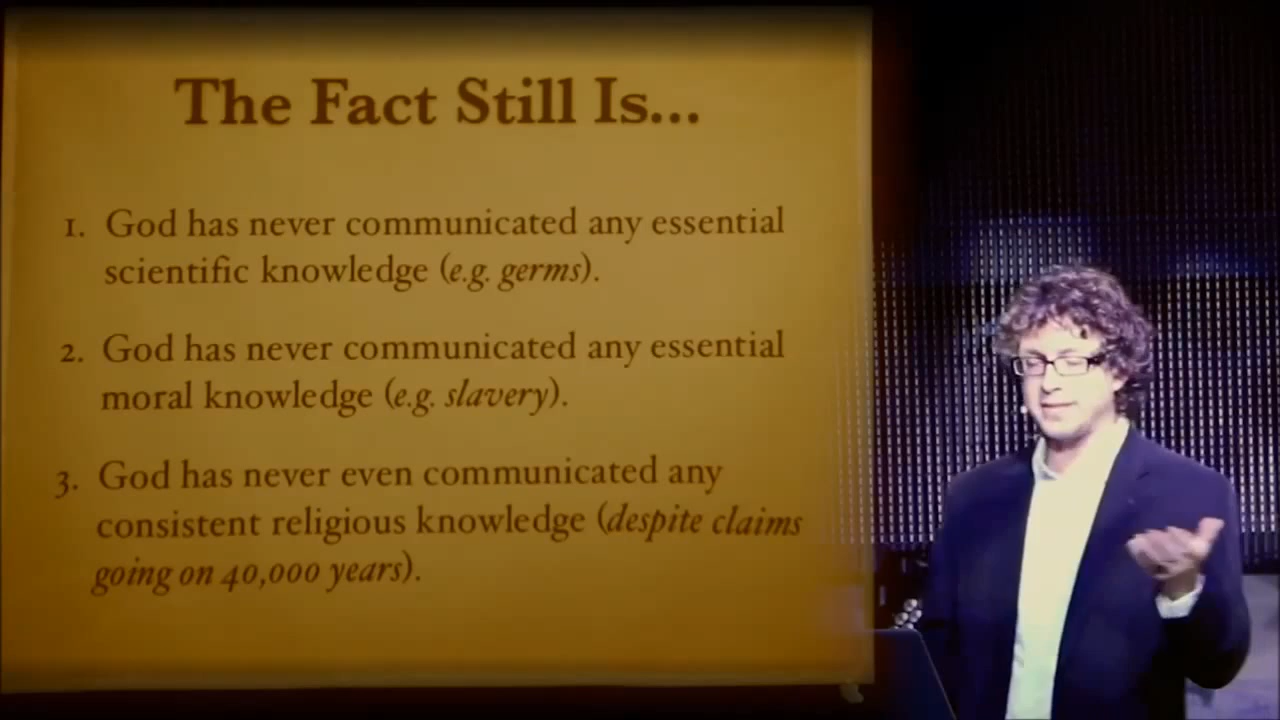 The Fact Still Is...
1. God has never communicated any essential
scientific knowledge (e.g. germs).
2. God has never communicated any essential
moral knowledge (e.g. slavery).
3. God has never even communicated any
consistent religious knowledge (despite claims
going on 40,000 years).